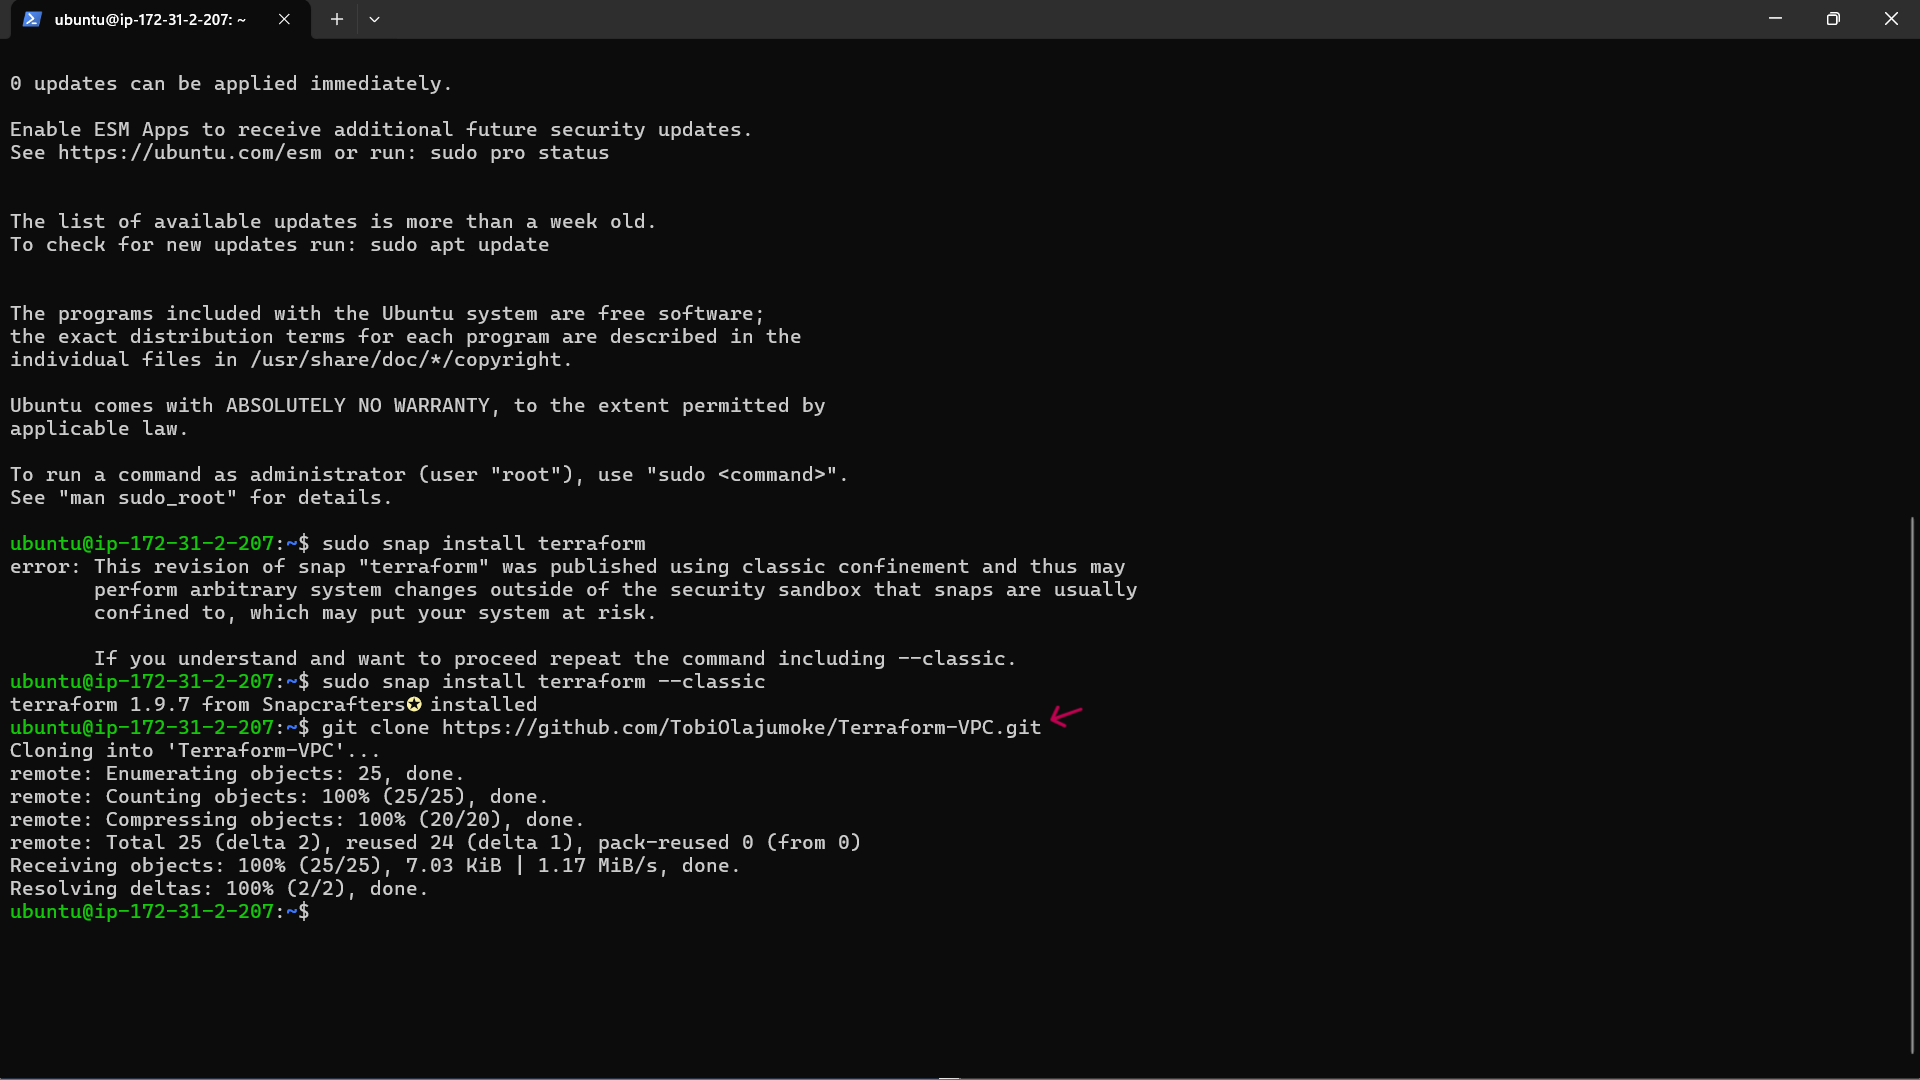 ubuntu@ip-172-31-2-207: ~
0 updates can be applied immediately.
Enable ESM Apps to receive additional future security updates.
See https://ubuntu.com/esm or run: sudo pro status
The list of available updates is more than a week old.
To check for new updates run: sudo apt update
The programs included with the Ubuntu system are free software;
the exact distribution terms for each program are described in the
individual files in /usr/share/doc/*/copyright.
Ubuntu comes with ABSOLUTELY NO WARRANTY, to the extent permitted by
applicable law.
To run a command as administrator (user "root"), use "sudo <command>".
See "man sudo_root" for details.
ubuntu@ip-172-31-2-207:~$ sudo snap install terraform
error: This revision of snap "terraform" was published using classic confinement and thus may
perform arbitrary system changes outside of the security sandbox that snaps are usually
confined to, which may put your system at risk.
If you understand and want to proceed repeat the command including --classic.
ubuntu@ip-172-31-2-207:~$ sudo snap install terraform --classic
terraform 1.9.7 from Snapcrafters✪ installed
ubuntu@ip-172-31-2-207:~$ git clone https://github.com/TobiOlajumoke/Terraform-VPC.git
Cloning into 'Terraform-VPC'...
remote: Enumerating objects: 25, done.
remote: Counting objects: 100% (25/25), done.
remote: Compressing objects: 100% (20/20), done.
remote: Total 25 (delta 2), reused 24 (delta 1), pack-reused 0 (from 0)
Receiving objects: 100% (25/25), 7.03 KiB | 1.17 MiB/s, done.
Resolving deltas: 100% (2/2), done.
ubuntu@ip-172-31-2-207:~$